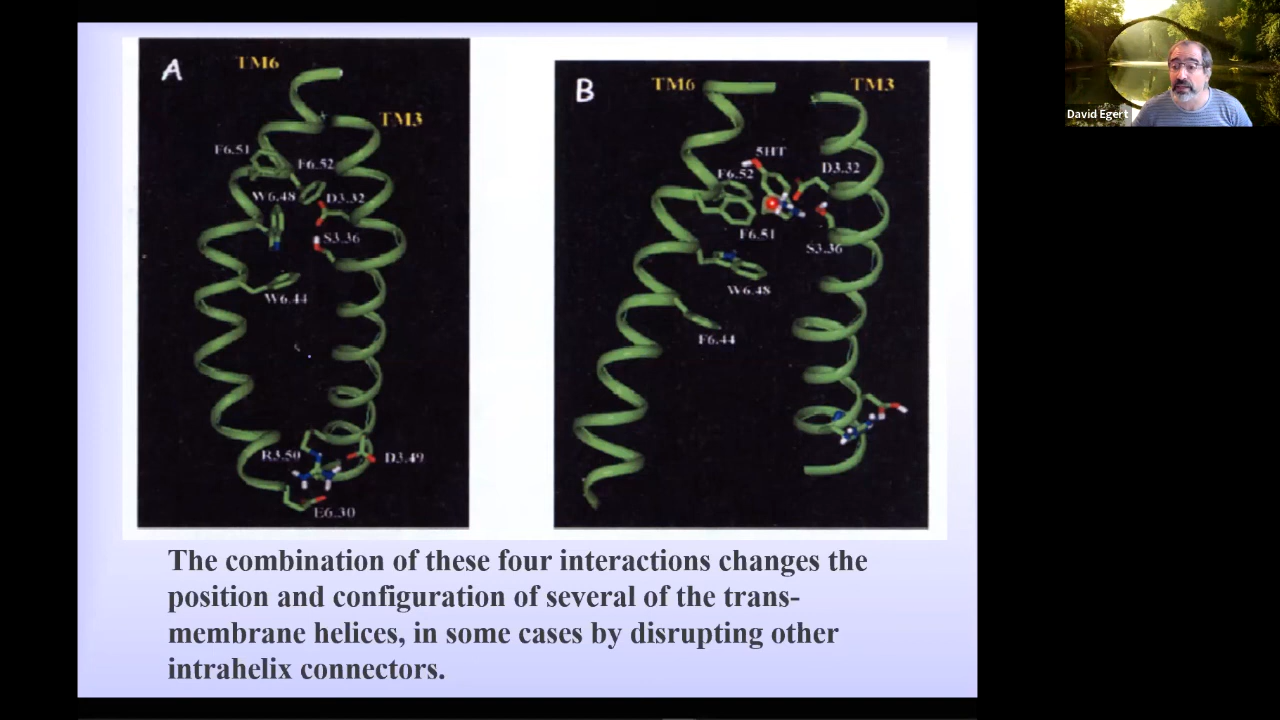 A
TM6
TM3
F6.51
F6.52
W6.48
D3.32
S3.36
W6.44
R3.50
D3.49
E6.30
B
TM6
TM3
5HT
F6.52
D3.32
F6.51
S3.36
W6.48
F6.44
The combination of these four interactions changes the
position and configuration of several of the trans-
membrane helices, in some cases by disrupting other
intrahelix connectors.
David Egert